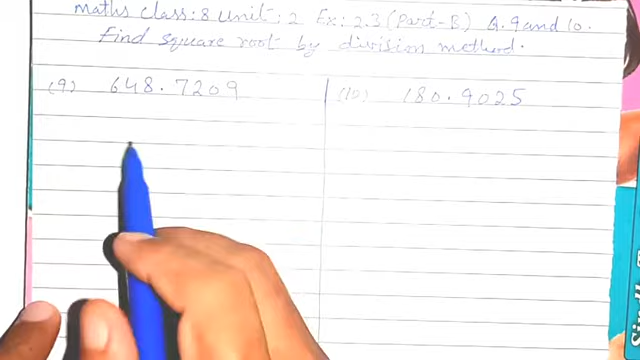 maths class: 8 Unit: 2 Ex: 2.3 (Part-B) Q. 9 and 10.
Find square root by division method.
(9) 648.7209
(10) 180.9025